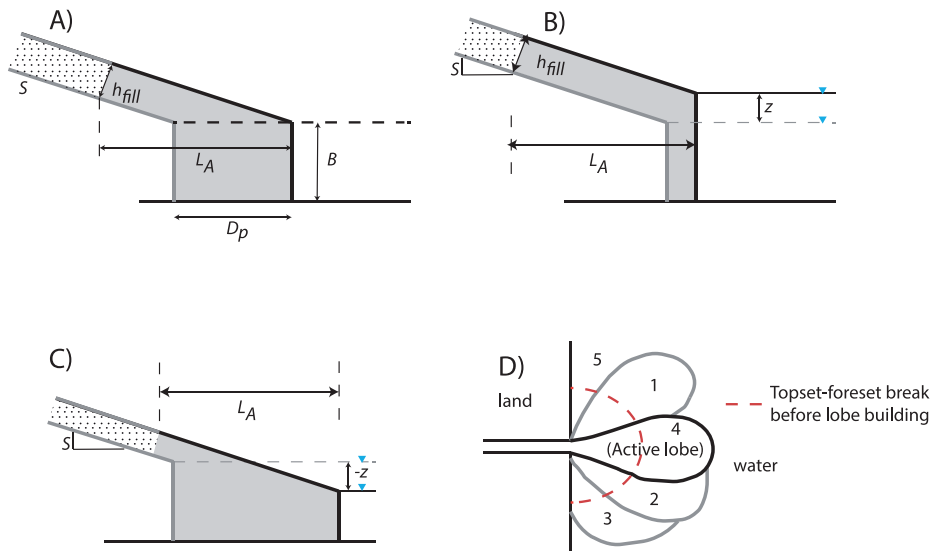 A)
S
h_fill
L_A
B
D_p
B)
S
h_fill
z
L_A
C)
L_A
S
-z
D)
5
land
1
4
(Active lobe)
2
3
water
Topset-foreset break
before lobe building